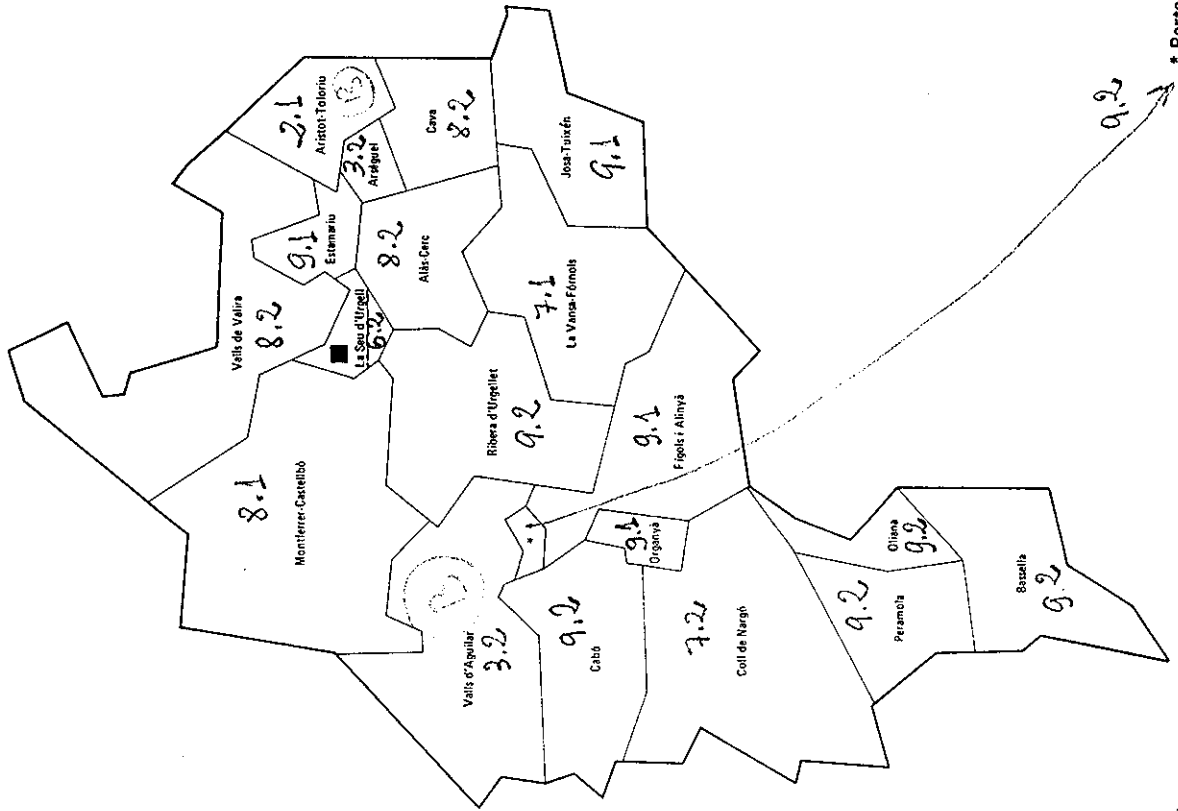 2.1
Aristot-Toloriu
3.2
Arséguel
Cava
8.2
Valls de Valira
8.2
9.1
Estamariu
8.2
Alàs-Cerc
La Seu d'Urgell
6.2
Josa-Tuixén
9.1
8.1
Montferrer-Castellbó
7.1
La Vansa-Fórnols
Ribera d'Urgellet
9.2
9.1
Fígols i Alinyà
Valls d'Aguilar
3.2
*
9.1
Organyà
9.2
Cabó
7.2
Coll de Nargó
9.2
Peramola
Oliana
9.2
Bassella
9.2
9.2